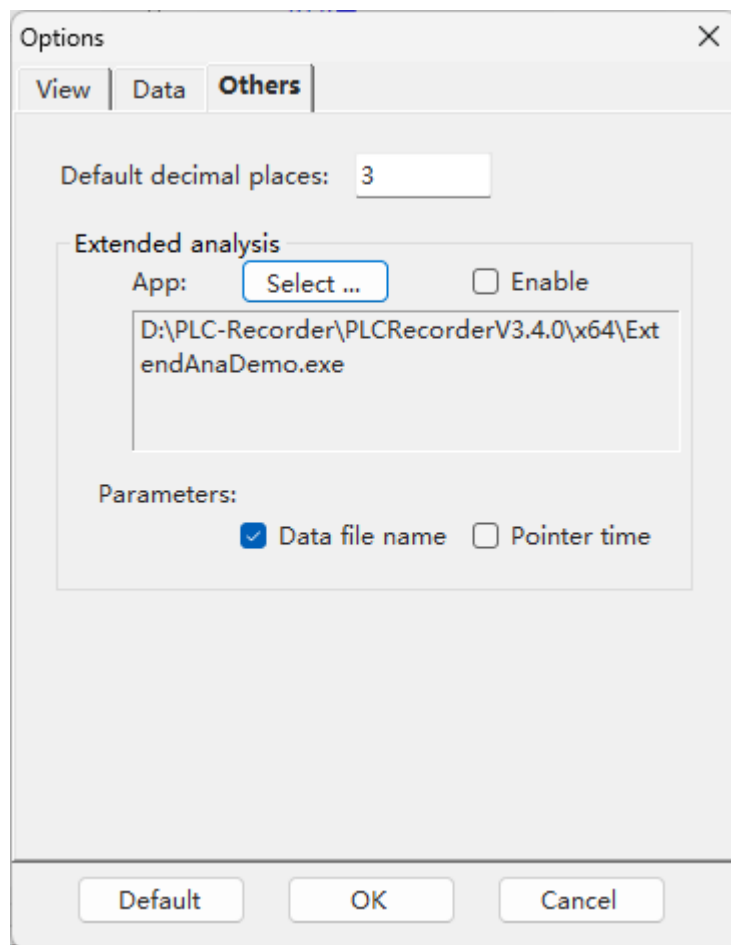 Options
View Data Others
Default decimal places: 3
Extended analysis
App: Select ... Enable
D:\PLC-Recorder\PLCRecorderV3.4.0\x64\Ext
endAnaDemo.exe
Parameters:
Data file name Pointer time
Default OK Cancel